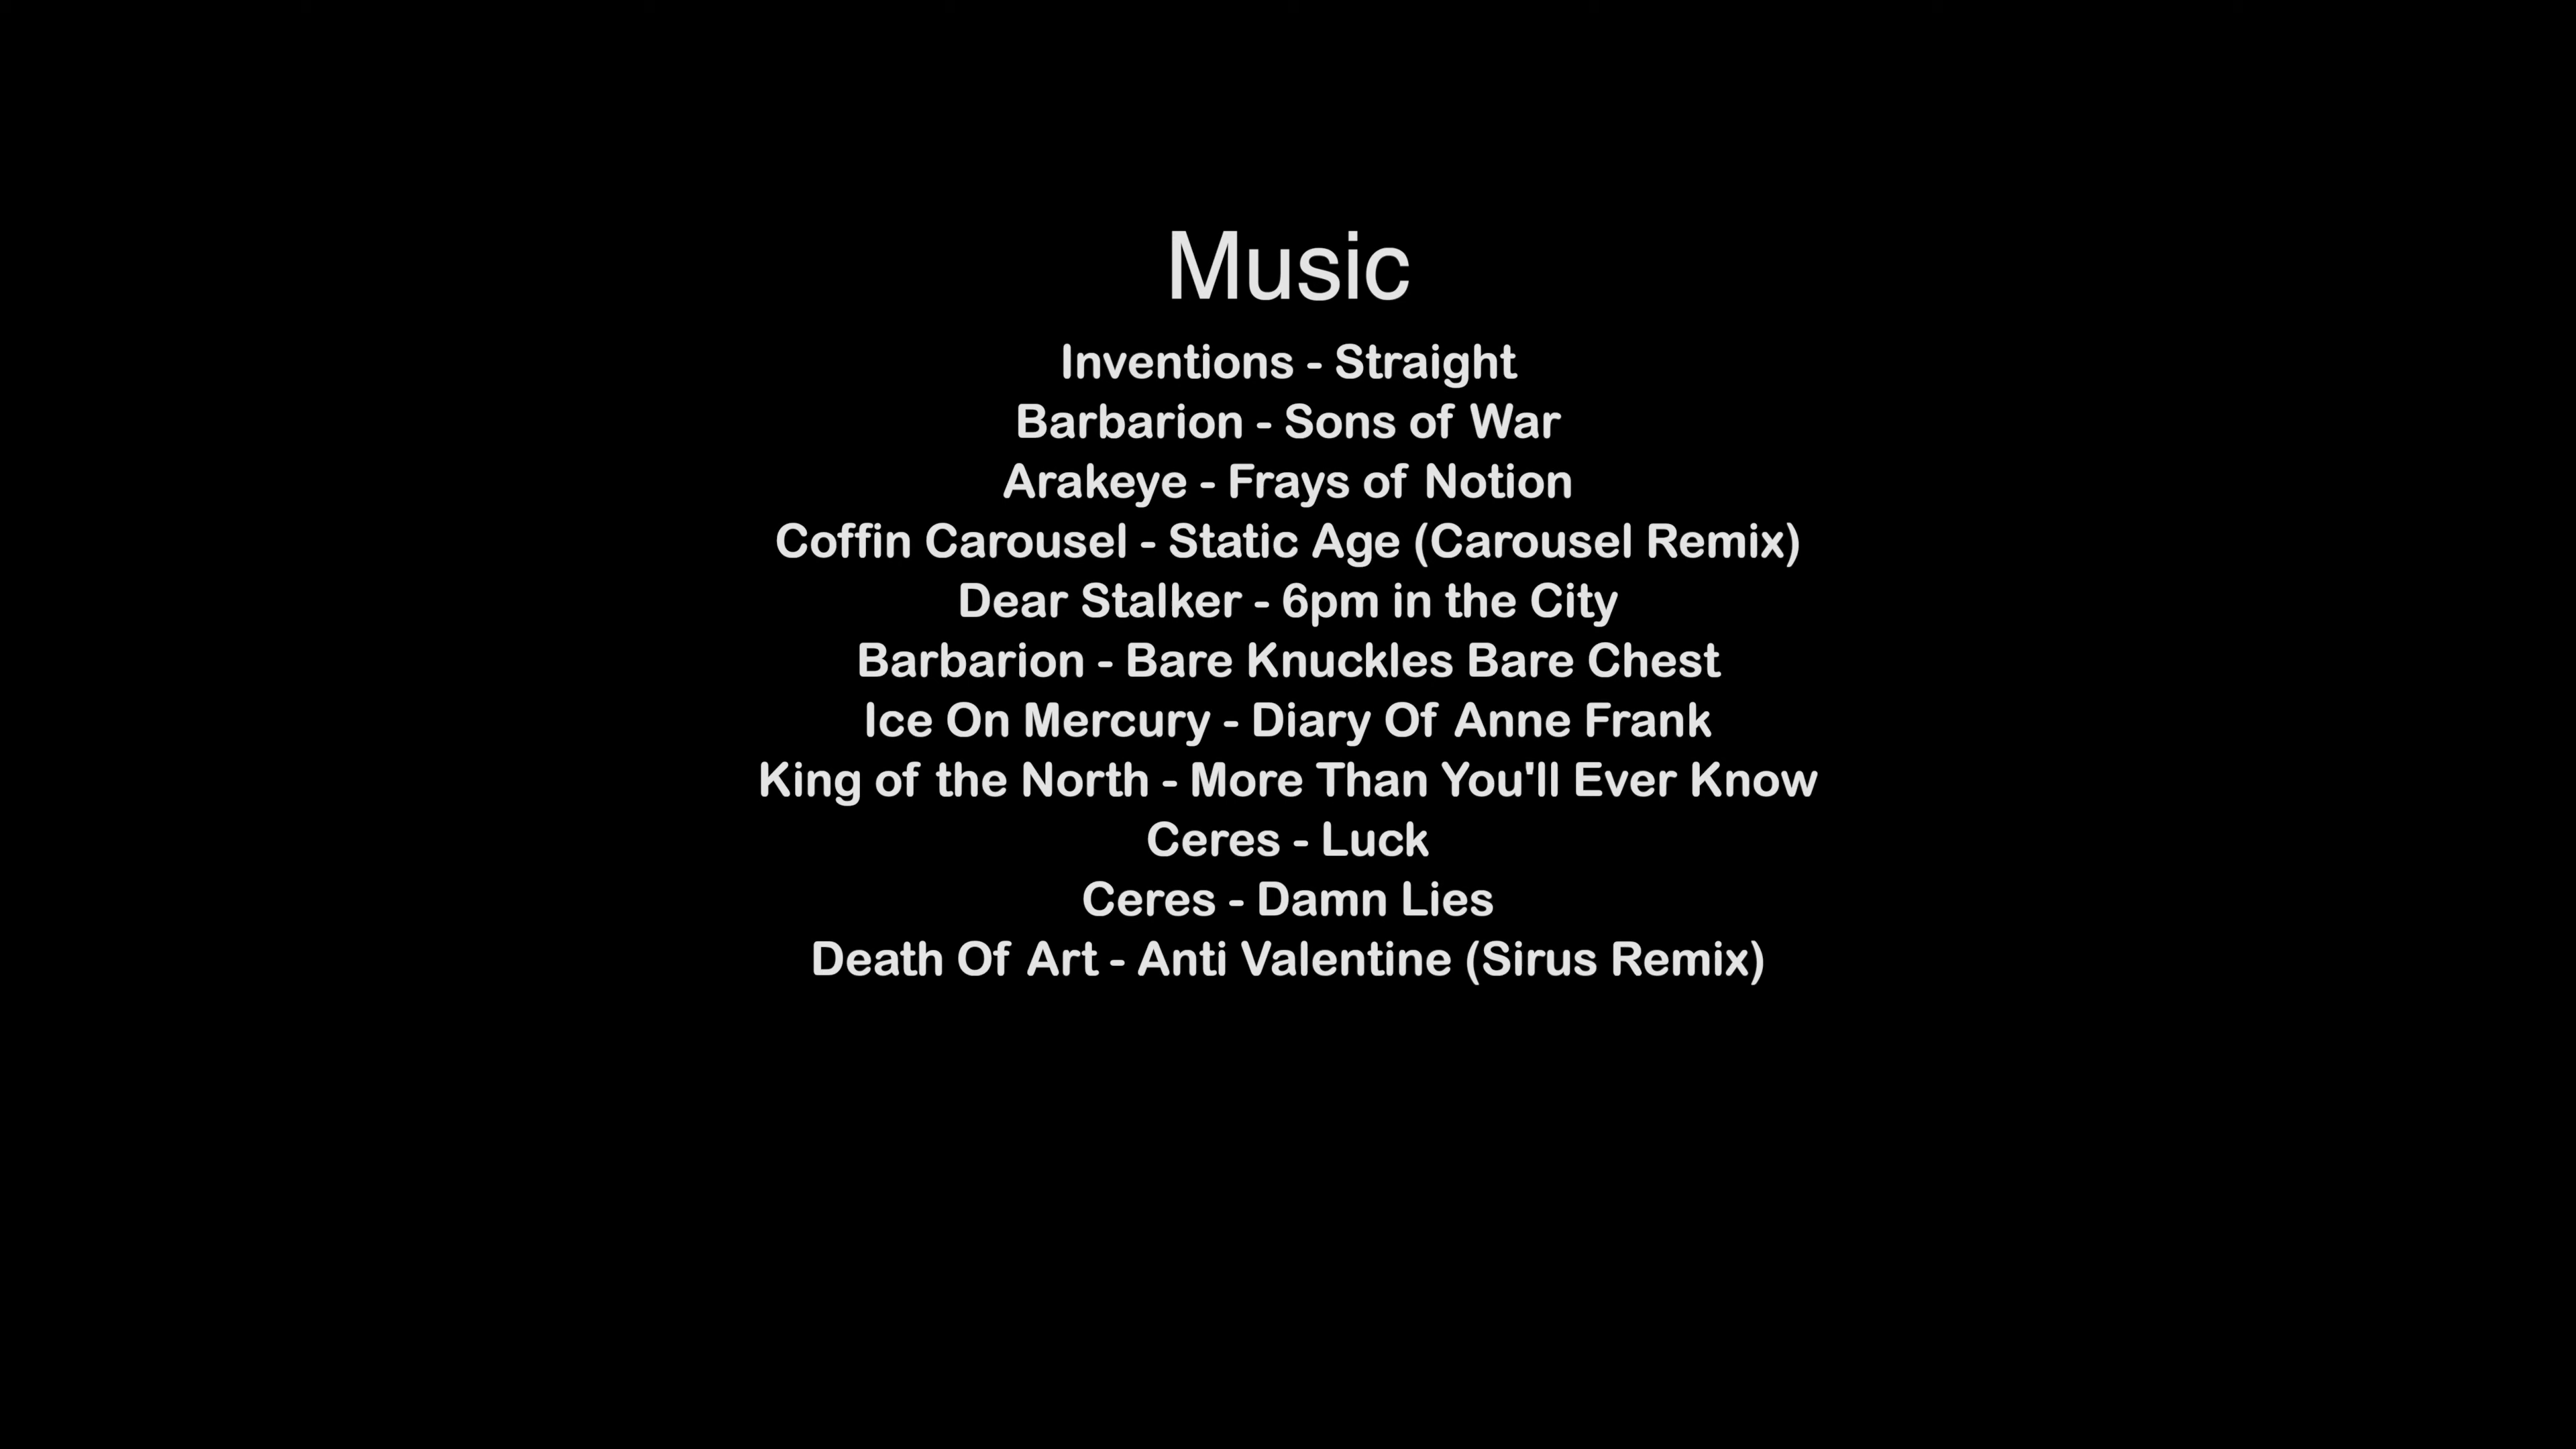 Music
Inventions - Straight
Barbarion - Sons of War
Arakeye - Frays of Notion
Coffin Carousel - Static Age (Carousel Remix)
Dear Stalker - 6pm in the City
Barbarion - Bare Knuckles Bare Chest
Ice On Mercury - Diary Of Anne Frank
King of the North - More Than You'll Ever Know
Ceres - Luck
Ceres - Damn Lies
Death Of Art - Anti Valentine (Sirus Remix)